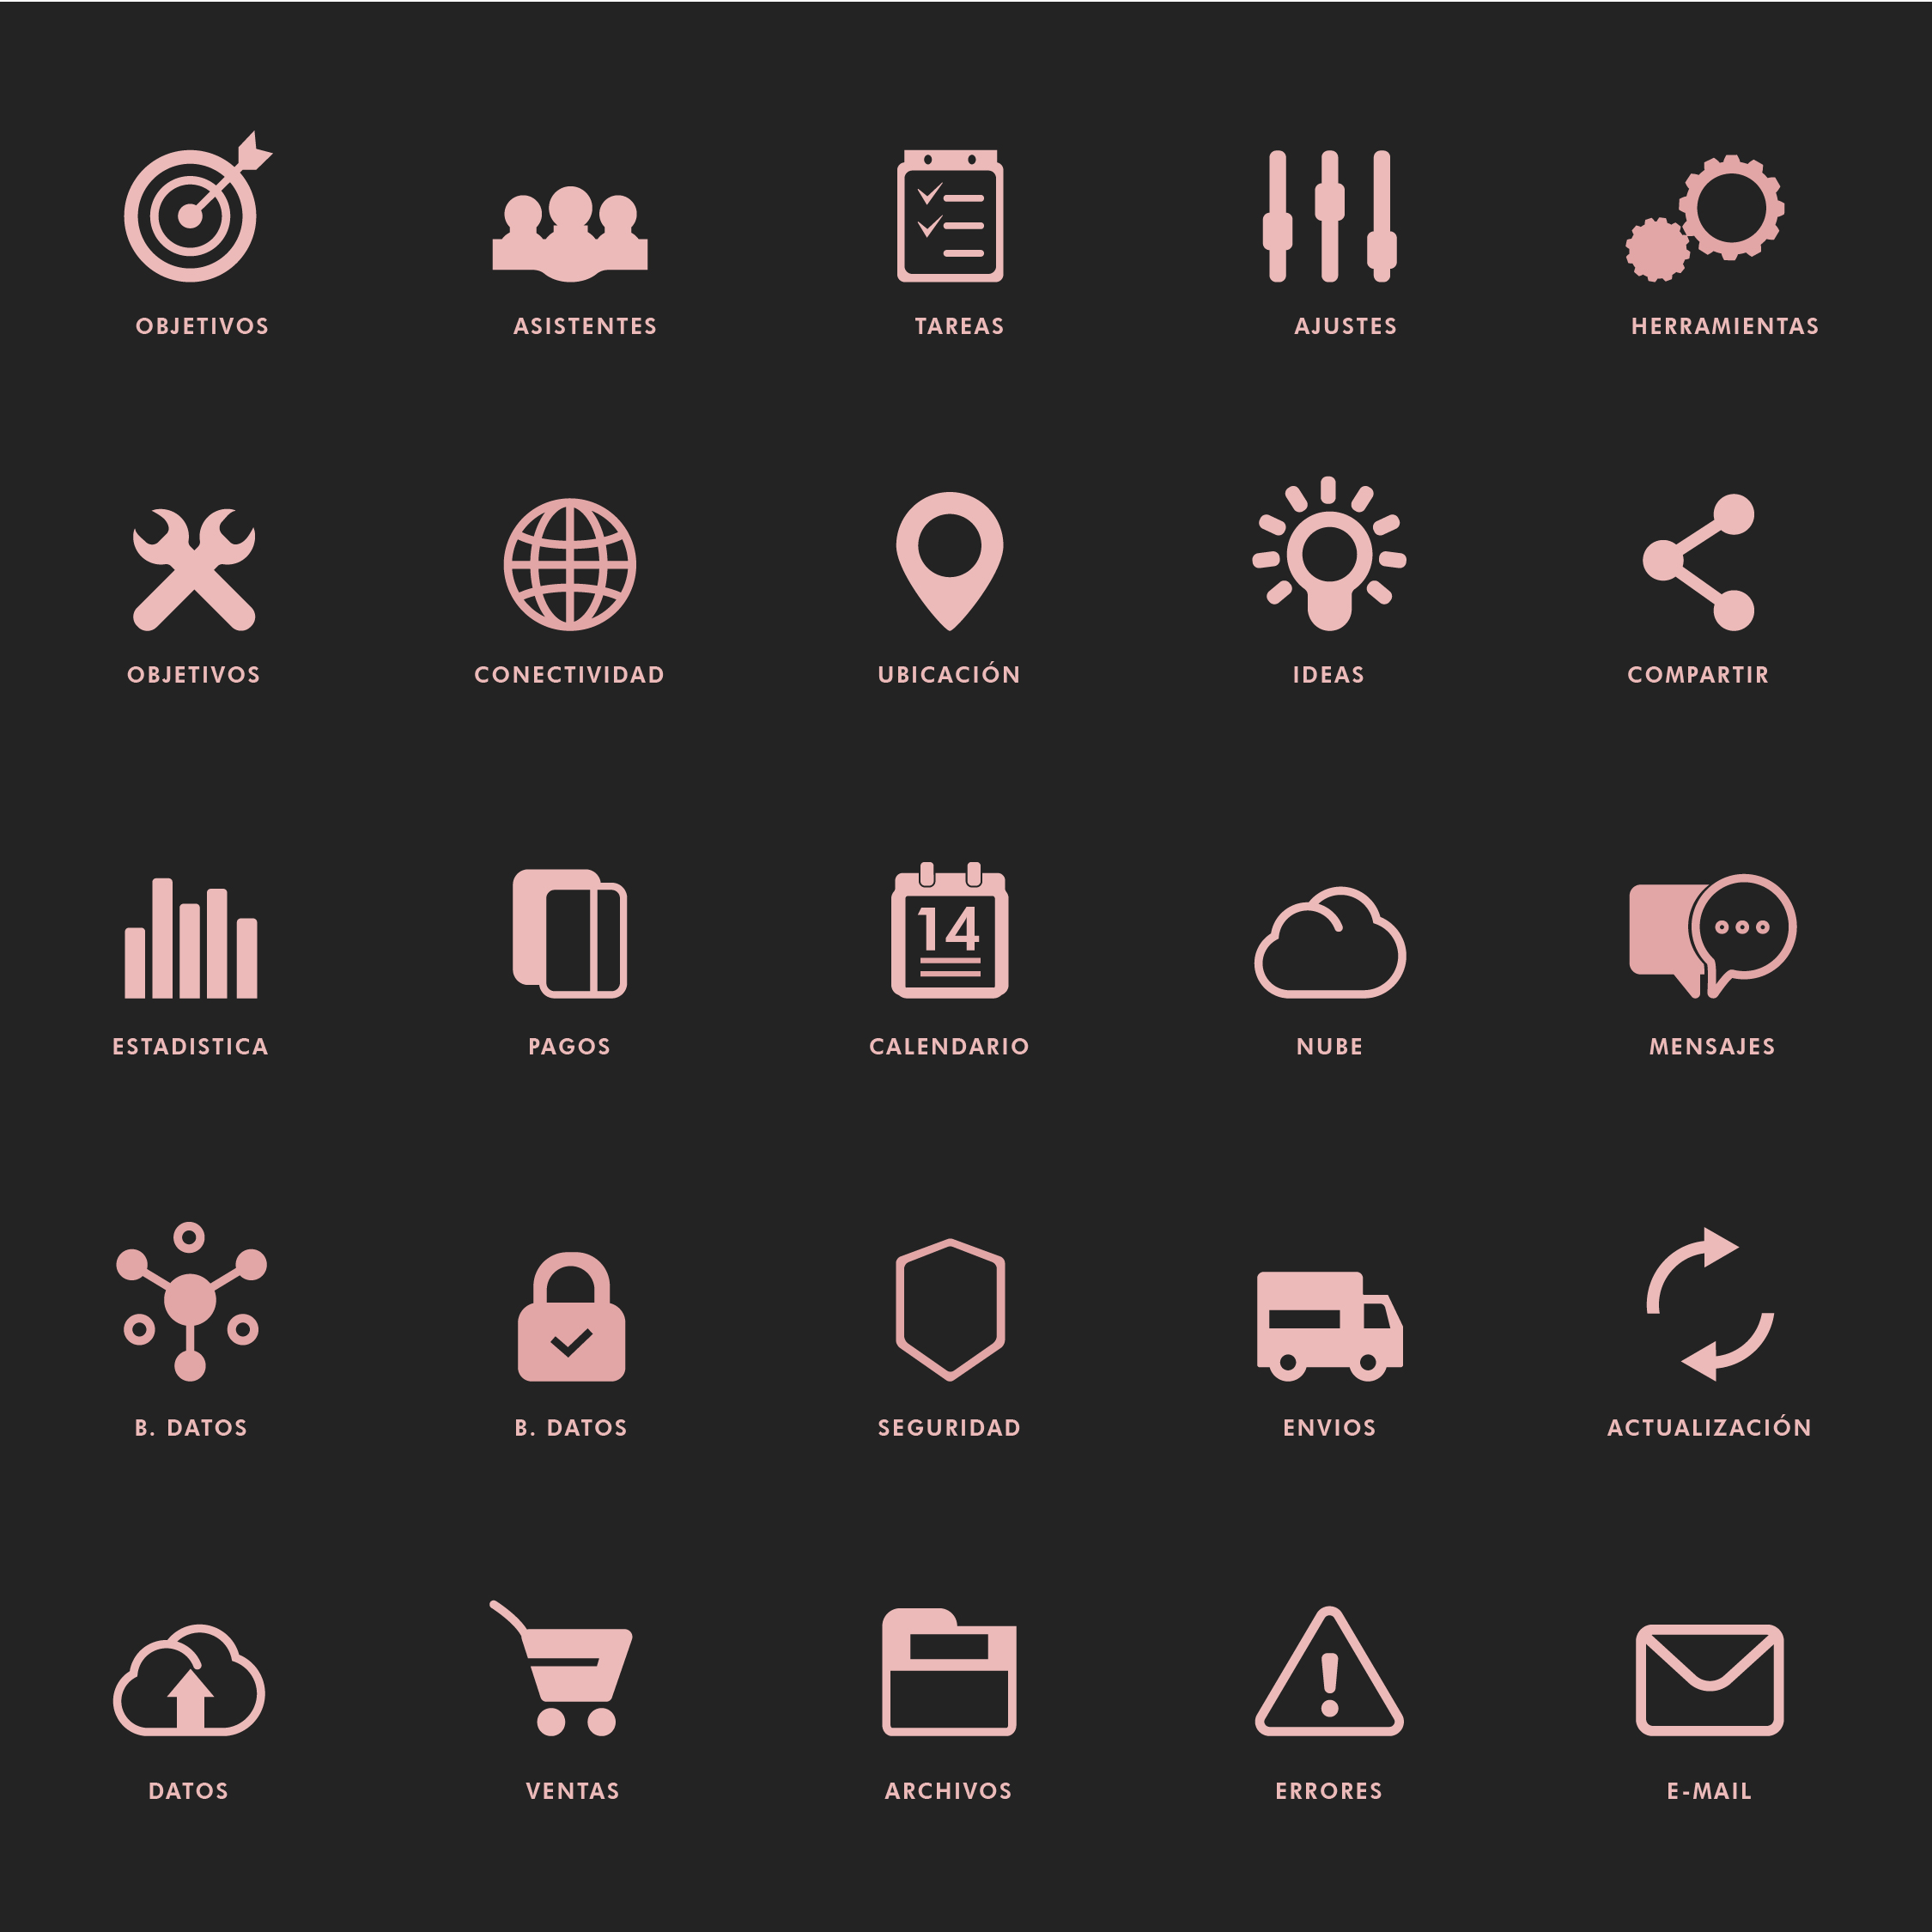 OBJETIVOS
ASISTENTES
TAREAS
AJUSTES
HERRAMIENTAS
OBJETIVOS
CONECTIVIDAD
UBICACIÓN
IDEAS
COMPARTIR
14
ESTADISTICA
PAGOS
CALENDARIO
NUBE
MENSAJES
B. DATOS
B. DATOS
SEGURIDAD
ENVIOS
ACTUALIZACIÓN
DATOS
VENTAS
ARCHIVOS
ERRORES
E-MAIL